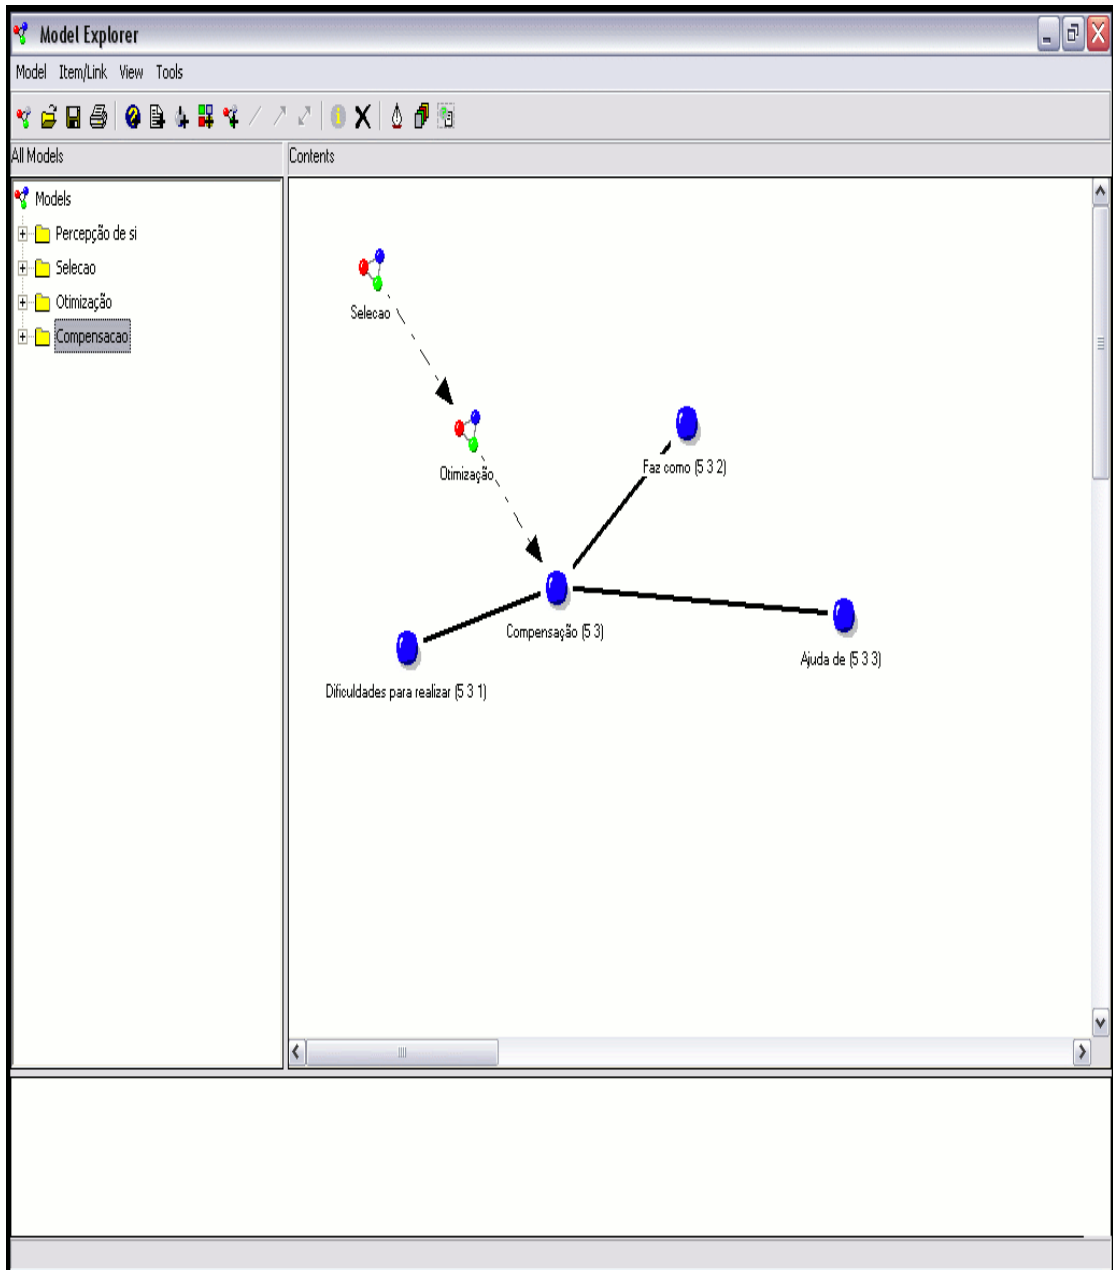 Model Explorer
Model Item/Link View Tools
All Models
Contents
Models
Percepção de si
Selecao
Otimização
Compensacao
Selecao
Otimização
Faz como (5 3 2)
Compensação (5 3)
Ajuda de (5 3 3)
Dificuldades para realizar (5 3 1)